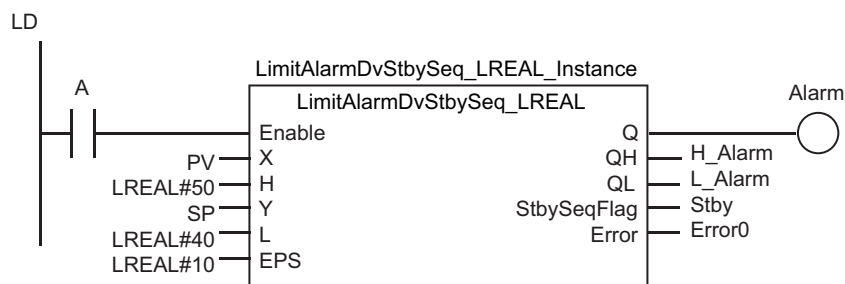 LD
LimitAlarmDvStbySeq_LREAL_Instance
A
LimitAlarmDvStbySeq_LREAL
Alarm
Enable
Q
PV
X
QH
H_Alarm
LREAL#50
H
QL
L_Alarm
SP
Y
StbySeqFlag
Stby
LREAL#40
L
Error
Error0
LREAL#10
EPS